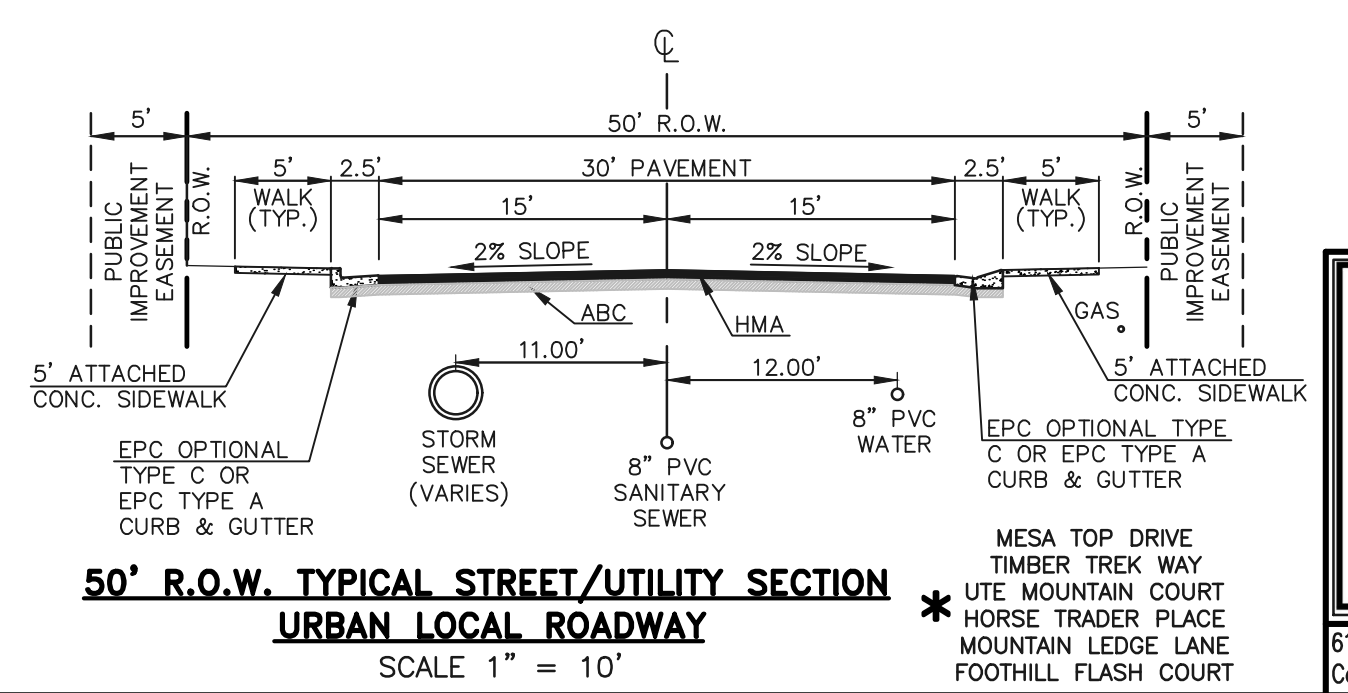 ℄
5'
50' R.O.W.
5'
5'
2.5'
30' PAVEMENT
2.5'
5'
WALK
(TYP.)
WALK
(TYP.)
15'
15'
PUBLIC
IMPROVEMENT
EASEMENT
R.O.W.
R.O.W.
PUBLIC
IMPROVEMENT
EASEMENT
2% SLOPE
2% SLOPE
ABC
HMA
GAS
11.00'
12.00'
5' ATTACHED
CONC. SIDEWALK
5' ATTACHED
CONC. SIDEWALK
EPC OPTIONAL
TYPE C OR
EPC TYPE A
CURB & GUTTER
STORM
SEWER
(VARIES)
8" PVC
SANITARY
SEWER
8" PVC
WATER
EPC OPTIONAL TYPE
C OR EPC TYPE A
CURB & GUTTER
50' R.O.W. TYPICAL STREET/UTILITY SECTION
URBAN LOCAL ROADWAY
SCALE 1" = 10'
*
MESA TOP DRIVE
TIMBER TREK WAY
UTE MOUNTAIN COURT
HORSE TRADER PLACE
MOUNTAIN LEDGE LANE
FOOTHILL FLASH COURT